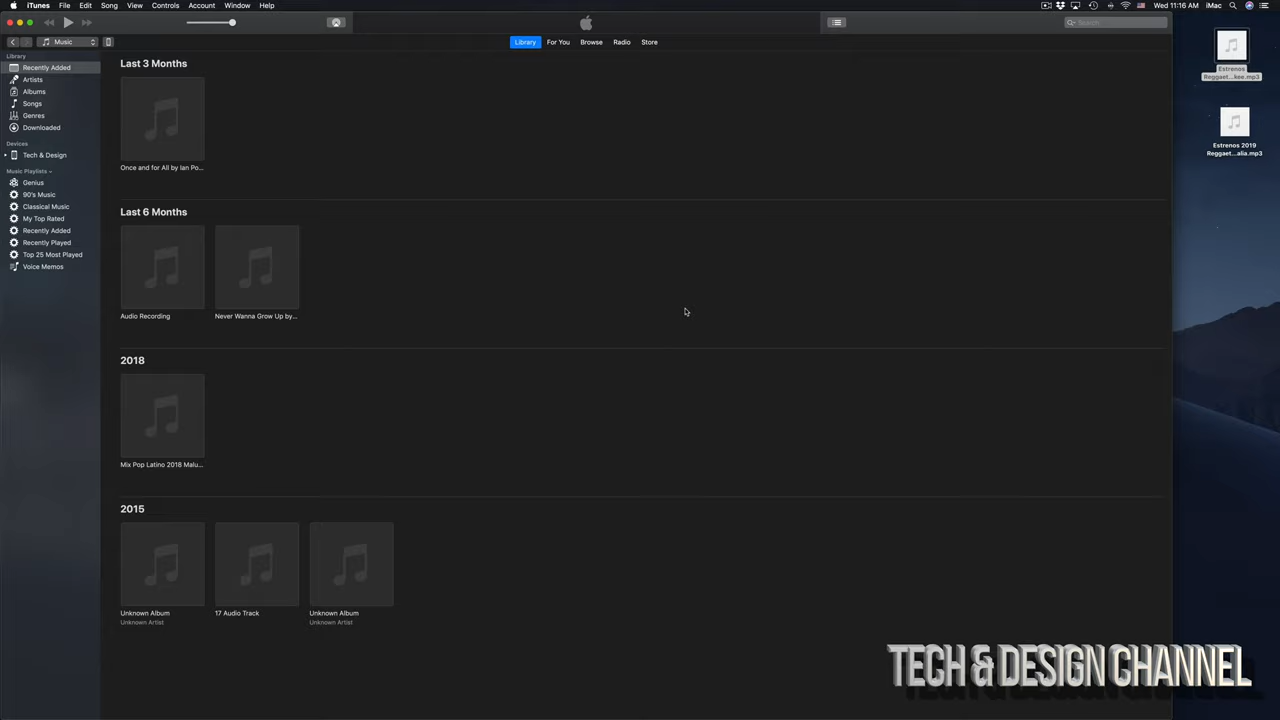 iTunes File Edit Song View Controls Account Window Help
Wed 11:16 AM iMac
Search
Music
Library For You Browse Radio Store
Library
Recently Added
Artists
Albums
Songs
Genres
Downloaded
Devices
Tech & Design
Music Playlists
Genius
90's Music
Classical Music
My Top Rated
Recently Added
Recently Played
Top 25 Most Played
Voice Memos
Last 3 Months
Once and for All by Ian Po...
Last 6 Months
Audio Recording
Never Wanna Grow Up by...
2018
Mix Pop Latino 2018 Malu...
2015
Unknown Album
Unknown Artist
17 Audio Track
Unknown Album
Unknown Artist
Estrenos
Reggaet...kee.mp3
Estrenos 2019
Reggaet...alia.mp3
TECH & DESIGN CHANNEL